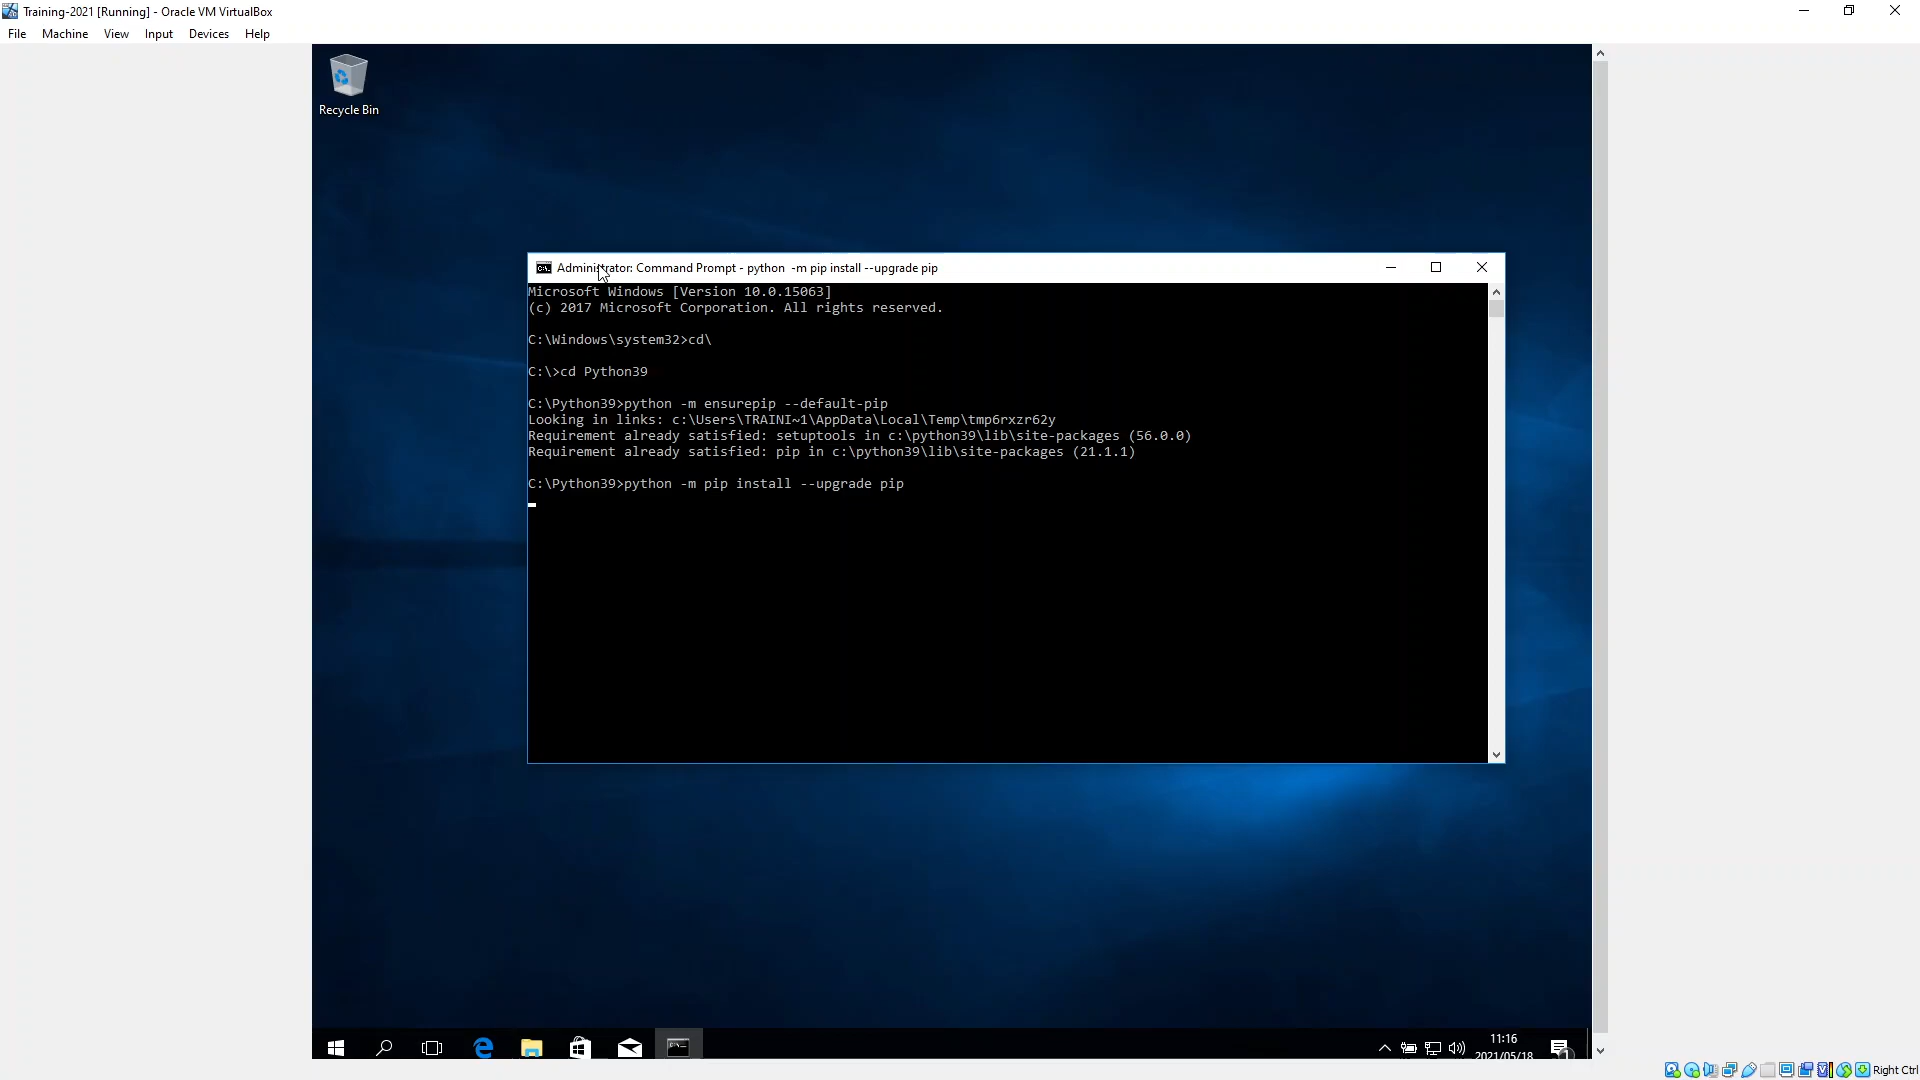 Training-2021 [Running] - Oracle VM VirtualBox
File Machine View Input Devices Help
Recycle Bin
Administrator: Command Prompt - python  -m pip install --upgrade pip
Microsoft Windows [Version 10.0.15063]
(c) 2017 Microsoft Corporation. All rights reserved.
C:\Windows\system32>cd\
C:\>cd Python39
C:\Python39>python -m ensurepip --default-pip
Looking in links: c:\Users\TRAINI~1\AppData\Local\Temp\tmp6rxzr62y
Requirement already satisfied: setuptools in c:\python39\lib\site-packages (56.0.0)
Requirement already satisfied: pip in c:\python39\lib\site-packages (21.1.1)
C:\Python39>python -m pip install --upgrade pip
11:16
2021/05/18
1
Right Ctrl